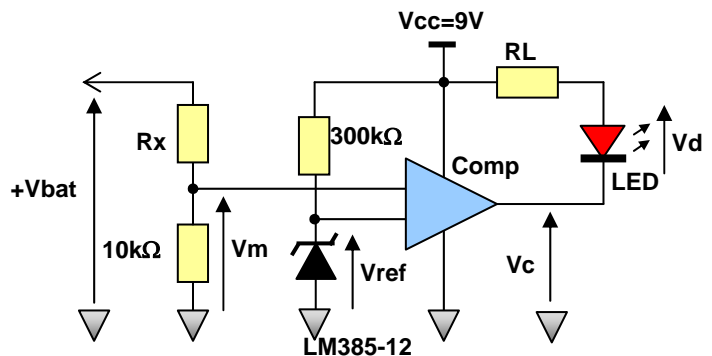 Vcc=9V
RL
Rx
300kΩ
Comp
Vd
LED
+Vbat
10kΩ
Vm
Vref
Vc
LM385-12